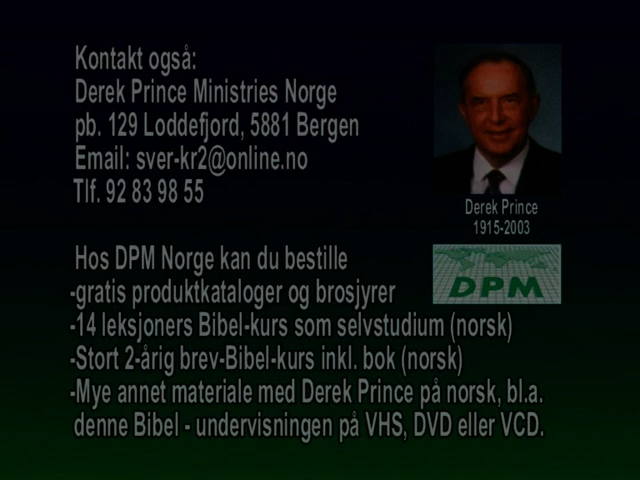 Kontakt også:
Derek Prince Ministries Norge
pb. 129 Loddefjord, 5881 Bergen
Email: sver-kr2@online.no
Tlf. 92 83 98 55
Derek Prince
1915-2003
DPM
Hos DPM Norge kan du bestille
-gratis produktkataloger og brosjyrer
-14 leksjoners Bibel-kurs som selvstudium (norsk)
-Stort 2-årig brev-Bibel-kurs inkl. bok (norsk)
-Mye annet materiale med Derek Prince på norsk, bl.a.
denne Bibel - undervisningen på VHS, DVD eller VCD.